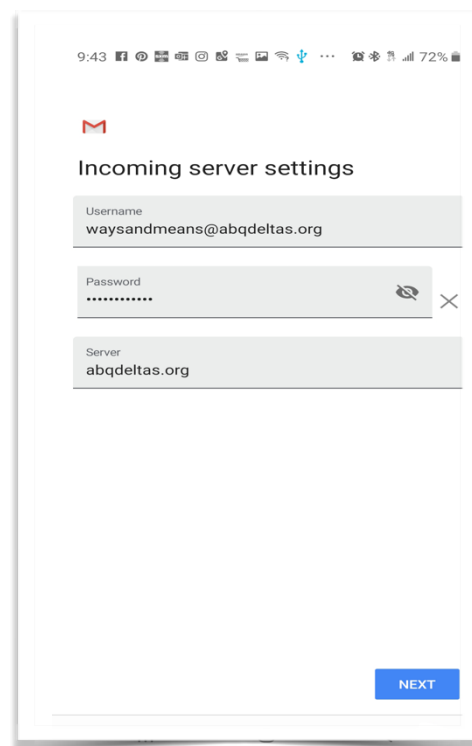 9:43 72%
Incoming server settings
Username
waysandmeans@abqdeltas.org
Password
••••••••••••
Server
abqdeltas.org
NEXT